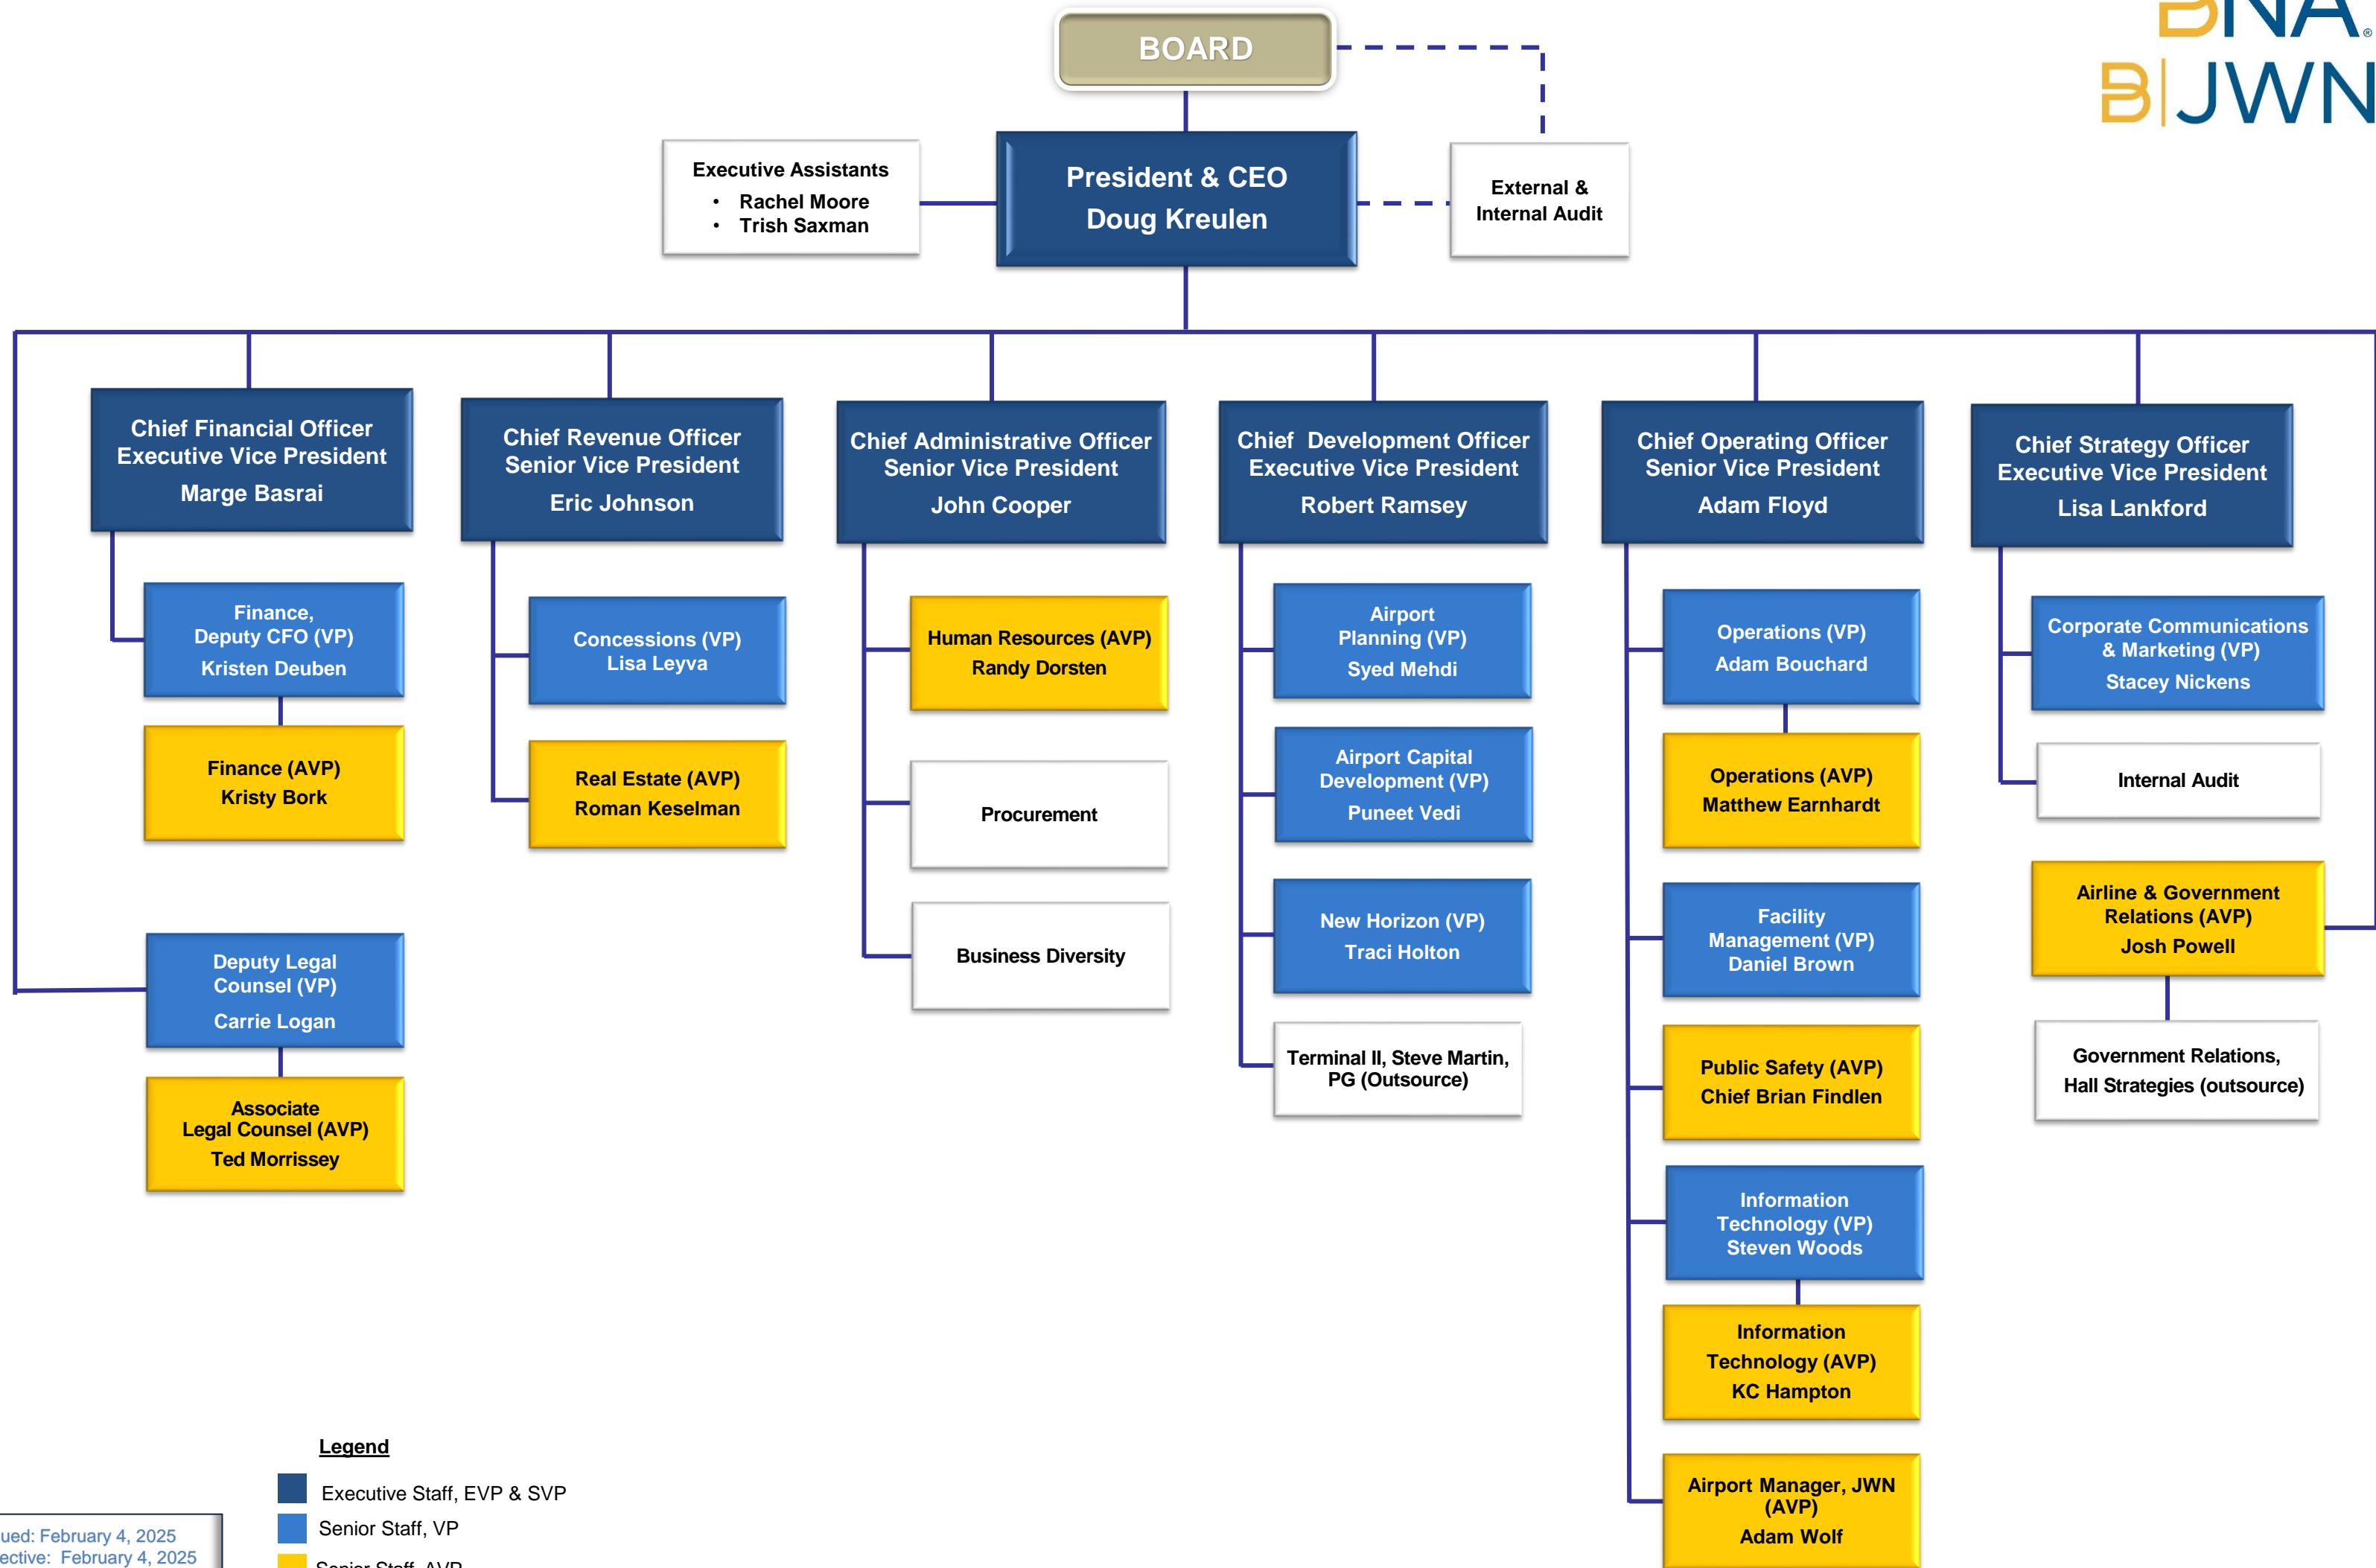 BNA®
B|JWN
BOARD
Executive Assistants
• Rachel Moore
• Trish Saxman
President & CEO
Doug Kreulen
External &
Internal Audit
Chief Financial Officer
Executive Vice President
Marge Basrai
Finance,
Deputy CFO (VP)
Kristen Deuben
Finance (AVP)
Kristy Bork
Deputy Legal
Counsel (VP)
Carrie Logan
Associate
Legal Counsel (AVP)
Ted Morrissey
Chief Revenue Officer
Senior Vice President
Eric Johnson
Concessions (VP)
Lisa Leyva
Real Estate (AVP)
Roman Keselman
Chief Administrative Officer
Senior Vice President
John Cooper
Human Resources (AVP)
Randy Dorsten
Procurement
Business Diversity
Chief Development Officer
Executive Vice President
Robert Ramsey
Airport
Planning (VP)
Syed Mehdi
Airport Capital
Development (VP)
Puneet Vedi
New Horizon (VP)
Traci Holton
Terminal II, Steve Martin,
PG (Outsource)
Chief Operating Officer
Senior Vice President
Adam Floyd
Operations (VP)
Adam Bouchard
Operations (AVP)
Matthew Earnhardt
Facility
Management (VP)
Daniel Brown
Public Safety (AVP)
Chief Brian Findlen
Information
Technology (VP)
Steven Woods
Information
Technology (AVP)
KC Hampton
Airport Manager, JWN
(AVP)
Adam Wolf
Chief Strategy Officer
Executive Vice President
Lisa Lankford
Corporate Communications
& Marketing (VP)
Stacey Nickens
Internal Audit
Airline & Government
Relations (AVP)
Josh Powell
Government Relations,
Hall Strategies (outsource)
Legend
Executive Staff, EVP & SVP
Senior Staff, VP
Senior Staff, AVP
ued: February 4, 2025
ective: February 4, 2025